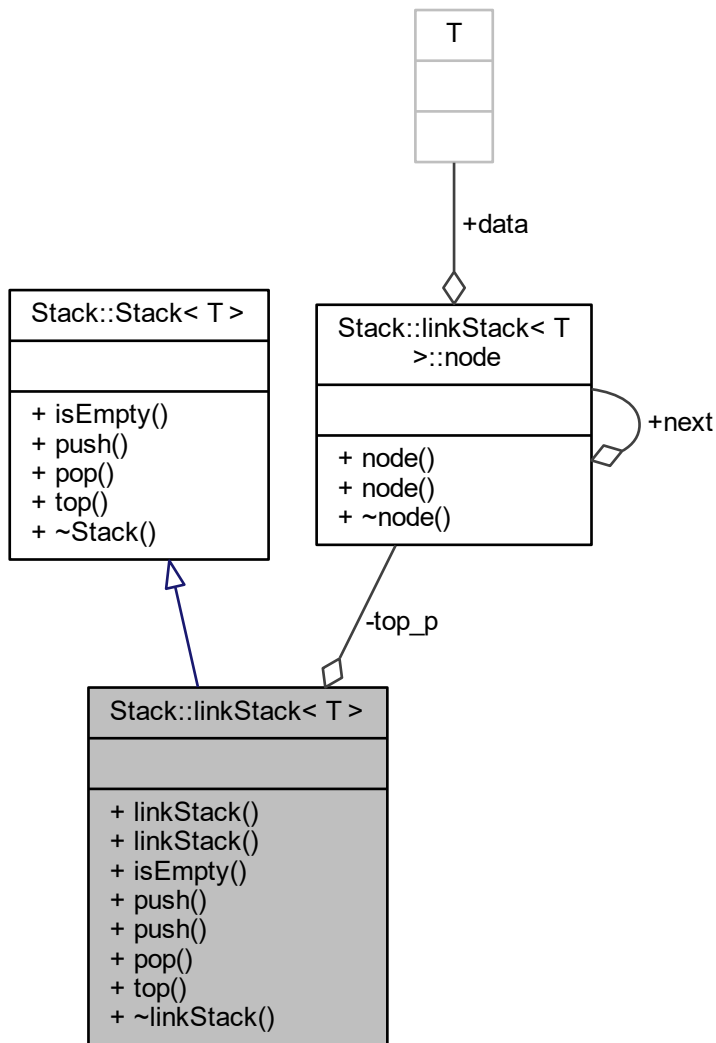 T
+data
Stack::Stack< T >
+ isEmpty()
+ push()
+ pop()
+ top()
+ ~Stack()
Stack::linkStack< T
>::node
+ node()
+ node()
+ ~node()
+next
-top_p
Stack::linkStack< T >
+ linkStack()
+ linkStack()
+ isEmpty()
+ push()
+ push()
+ pop()
+ top()
+ ~linkStack()